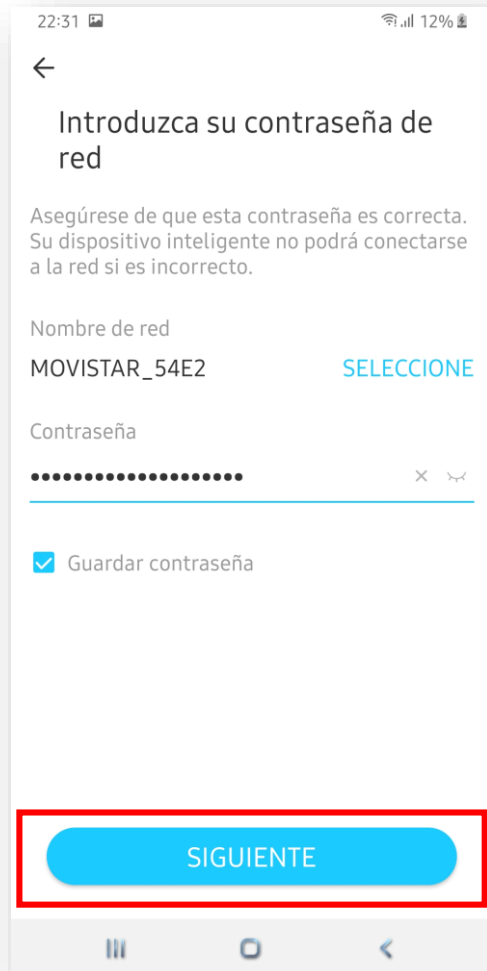 22:31 12%
Introduzca su contraseña de
red
Asegúrese de que esta contraseña es correcta.
Su dispositivo inteligente no podrá conectarse
a la red si es incorrecto.
Nombre de red
MOVISTAR_54E2 SELECCIONE
Contraseña
••••••••••••••••••••
Guardar contraseña
SIGUIENTE